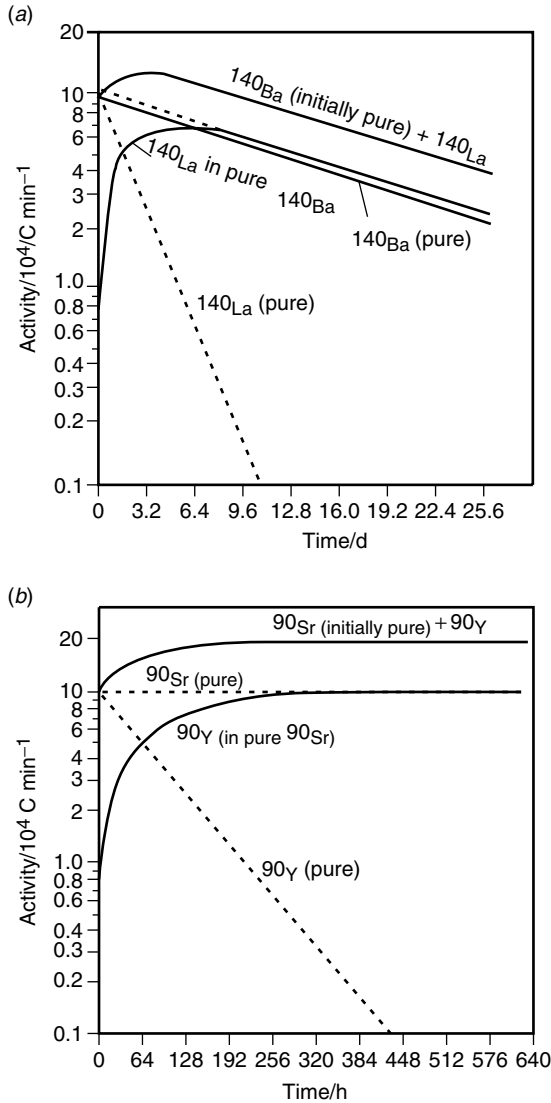 (a)
20
10
8
6
4
3
2
1.0
0.8
0.6
0.4
0.2
0.1
Activity/10⁴/C min⁻¹
140Ba (initially pure) + 140La
140La in pure
140Ba
140Ba (pure)
140La (pure)
0 3.2 6.4 9.6 12.8 16.0 19.2 22.4 25.6
Time/d
(b)
20
10
8
6
4
2
1.0
0.8
0.6
0.4
0.2
0.1
Activity/10⁴ C min⁻¹
90Sr (initially pure) + 90Y
90Sr (pure)
90Y (in pure 90Sr)
90Y (pure)
0 64 128 192 256 320 384 448 512 576 640
Time/h